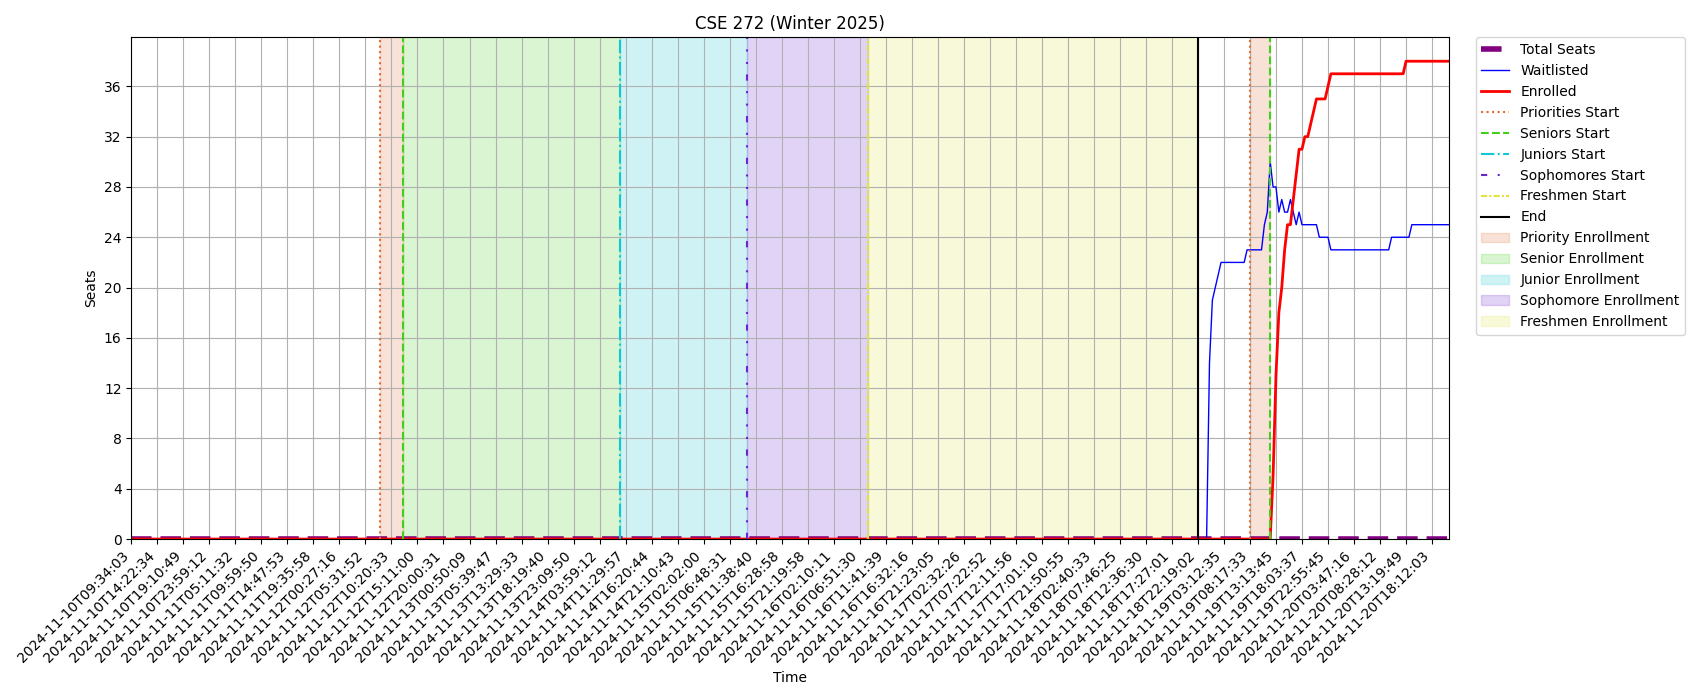 CSE 272 (Winter 2025)
Seats
36
32
28
24
20
16
12
8
4
0
2024-11-10T09:34:03
2024-11-10T14:22:34
2024-11-10T19:10:49
2024-11-10T23:59:12
2024-11-11T05:11:32
2024-11-11T09:59:50
2024-11-11T14:47:53
2024-11-11T19:35:58
2024-11-12T00:27:16
2024-11-12T05:31:52
2024-11-12T10:20:33
2024-11-12T15:11:00
2024-11-12T20:00:31
2024-11-13T00:50:09
2024-11-13T05:39:47
2024-11-13T13:29:33
2024-11-13T18:19:40
2024-11-13T23:09:50
2024-11-14T03:59:12
2024-11-14T11:29:57
2024-11-14T16:20:44
2024-11-14T21:10:43
2024-11-15T02:02:00
2024-11-15T06:48:31
2024-11-15T11:38:40
2024-11-15T16:28:58
2024-11-15T21:19:58
2024-11-16T02:10:11
2024-11-16T06:51:30
2024-11-16T11:41:39
2024-11-16T16:32:16
2024-11-16T21:23:05
2024-11-17T02:32:26
2024-11-17T07:22:52
2024-11-17T12:11:56
2024-11-17T17:01:10
2024-11-17T21:50:55
2024-11-18T02:40:33
2024-11-18T07:46:25
2024-11-18T12:36:30
2024-11-18T17:27:01
2024-11-18T22:19:02
2024-11-19T03:12:35
2024-11-19T08:17:33
2024-11-19T13:13:45
2024-11-19T18:03:37
2024-11-19T22:55:45
2024-11-20T03:47:16
2024-11-20T08:28:12
2024-11-20T13:19:49
2024-11-20T18:12:03
Time
Total Seats
Waitlisted
Enrolled
Priorities Start
Seniors Start
Juniors Start
Sophomores Start
Freshmen Start
End
Priority Enrollment
Senior Enrollment
Junior Enrollment
Sophomore Enrollment
Freshmen Enrollment